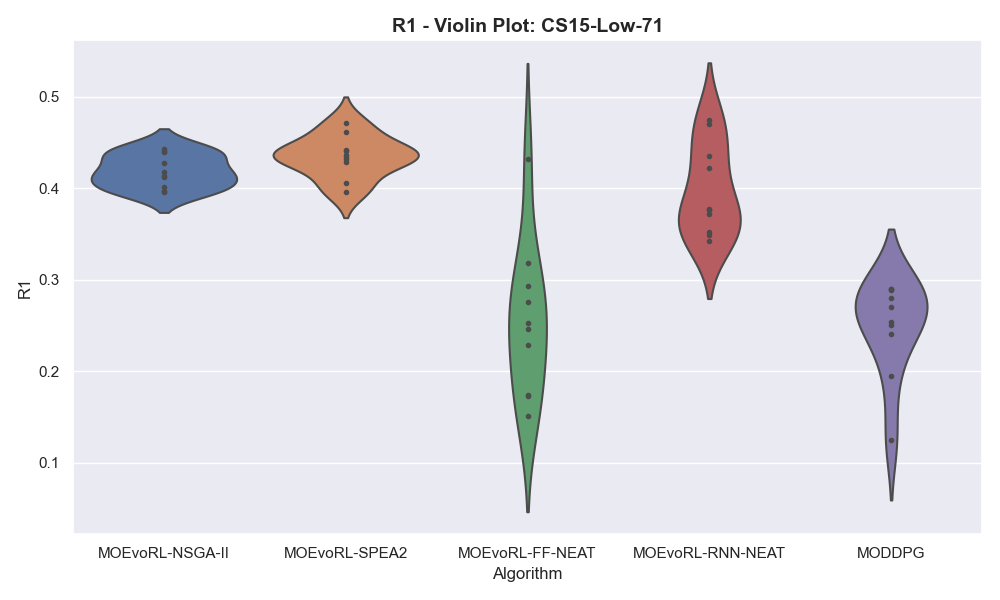 R1 - Violin Plot: CS15-Low-71
R1
0.5
0.4
0.3
0.2
0.1
MOEvoRL-NSGA-II MOEvoRL-SPEA2 MOEvoRL-FF-NEAT MOEvoRL-RNN-NEAT MODDPG
Algorithm